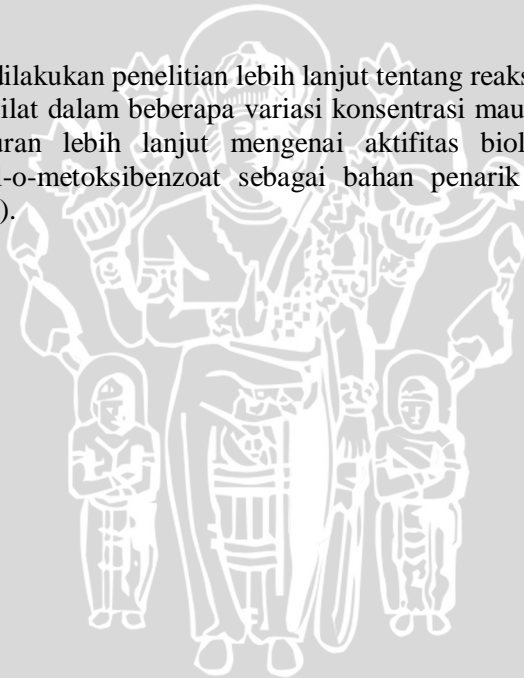 dilakukan penelitian lebih lanjut tentang reaks
ilat dalam beberapa variasi konsentrasi mau
uran lebih lanjut mengenai aktifitas biol
-o-metoksibenzoat sebagai bahan penarik
).